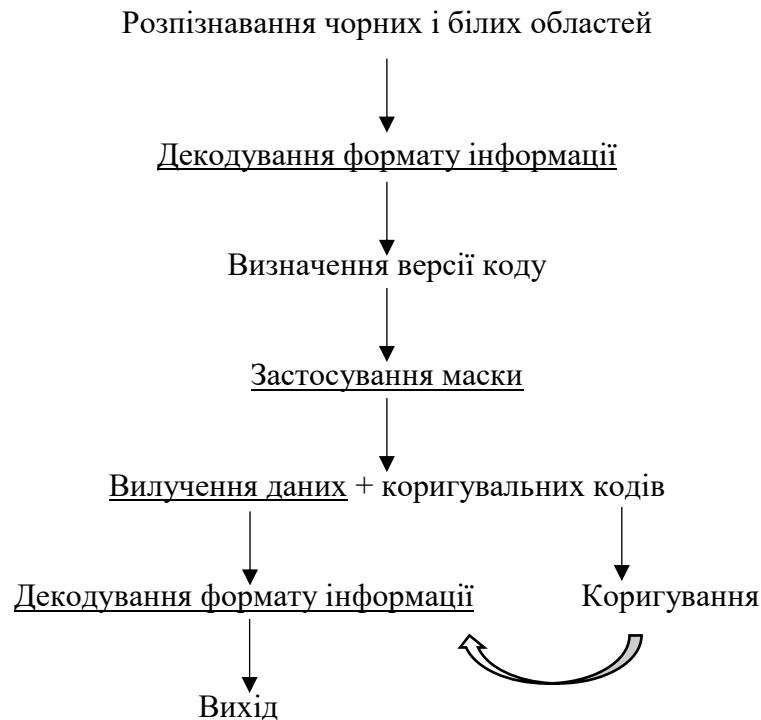 Розпізнавання чорних і білих областей
Декодування формату інформації
Визначення версії коду
Застосування маски
Вилучення даних + коригувальних кодів
Декодування формату інформації
Коригування
Вихід